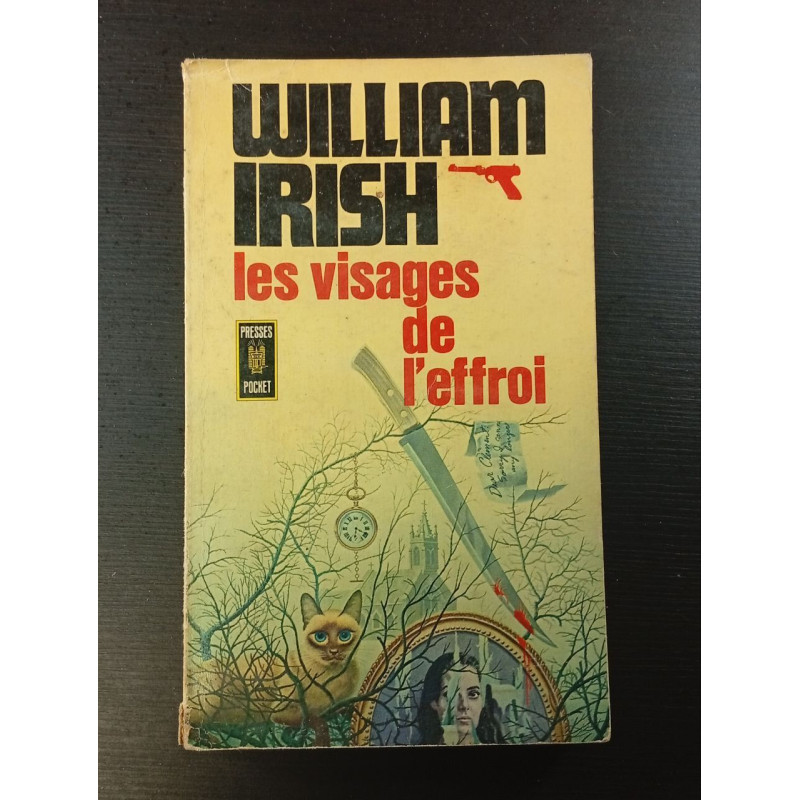 WILLIAM
IRISH
les visages
de
l'effroi
PRESSES
POCKET